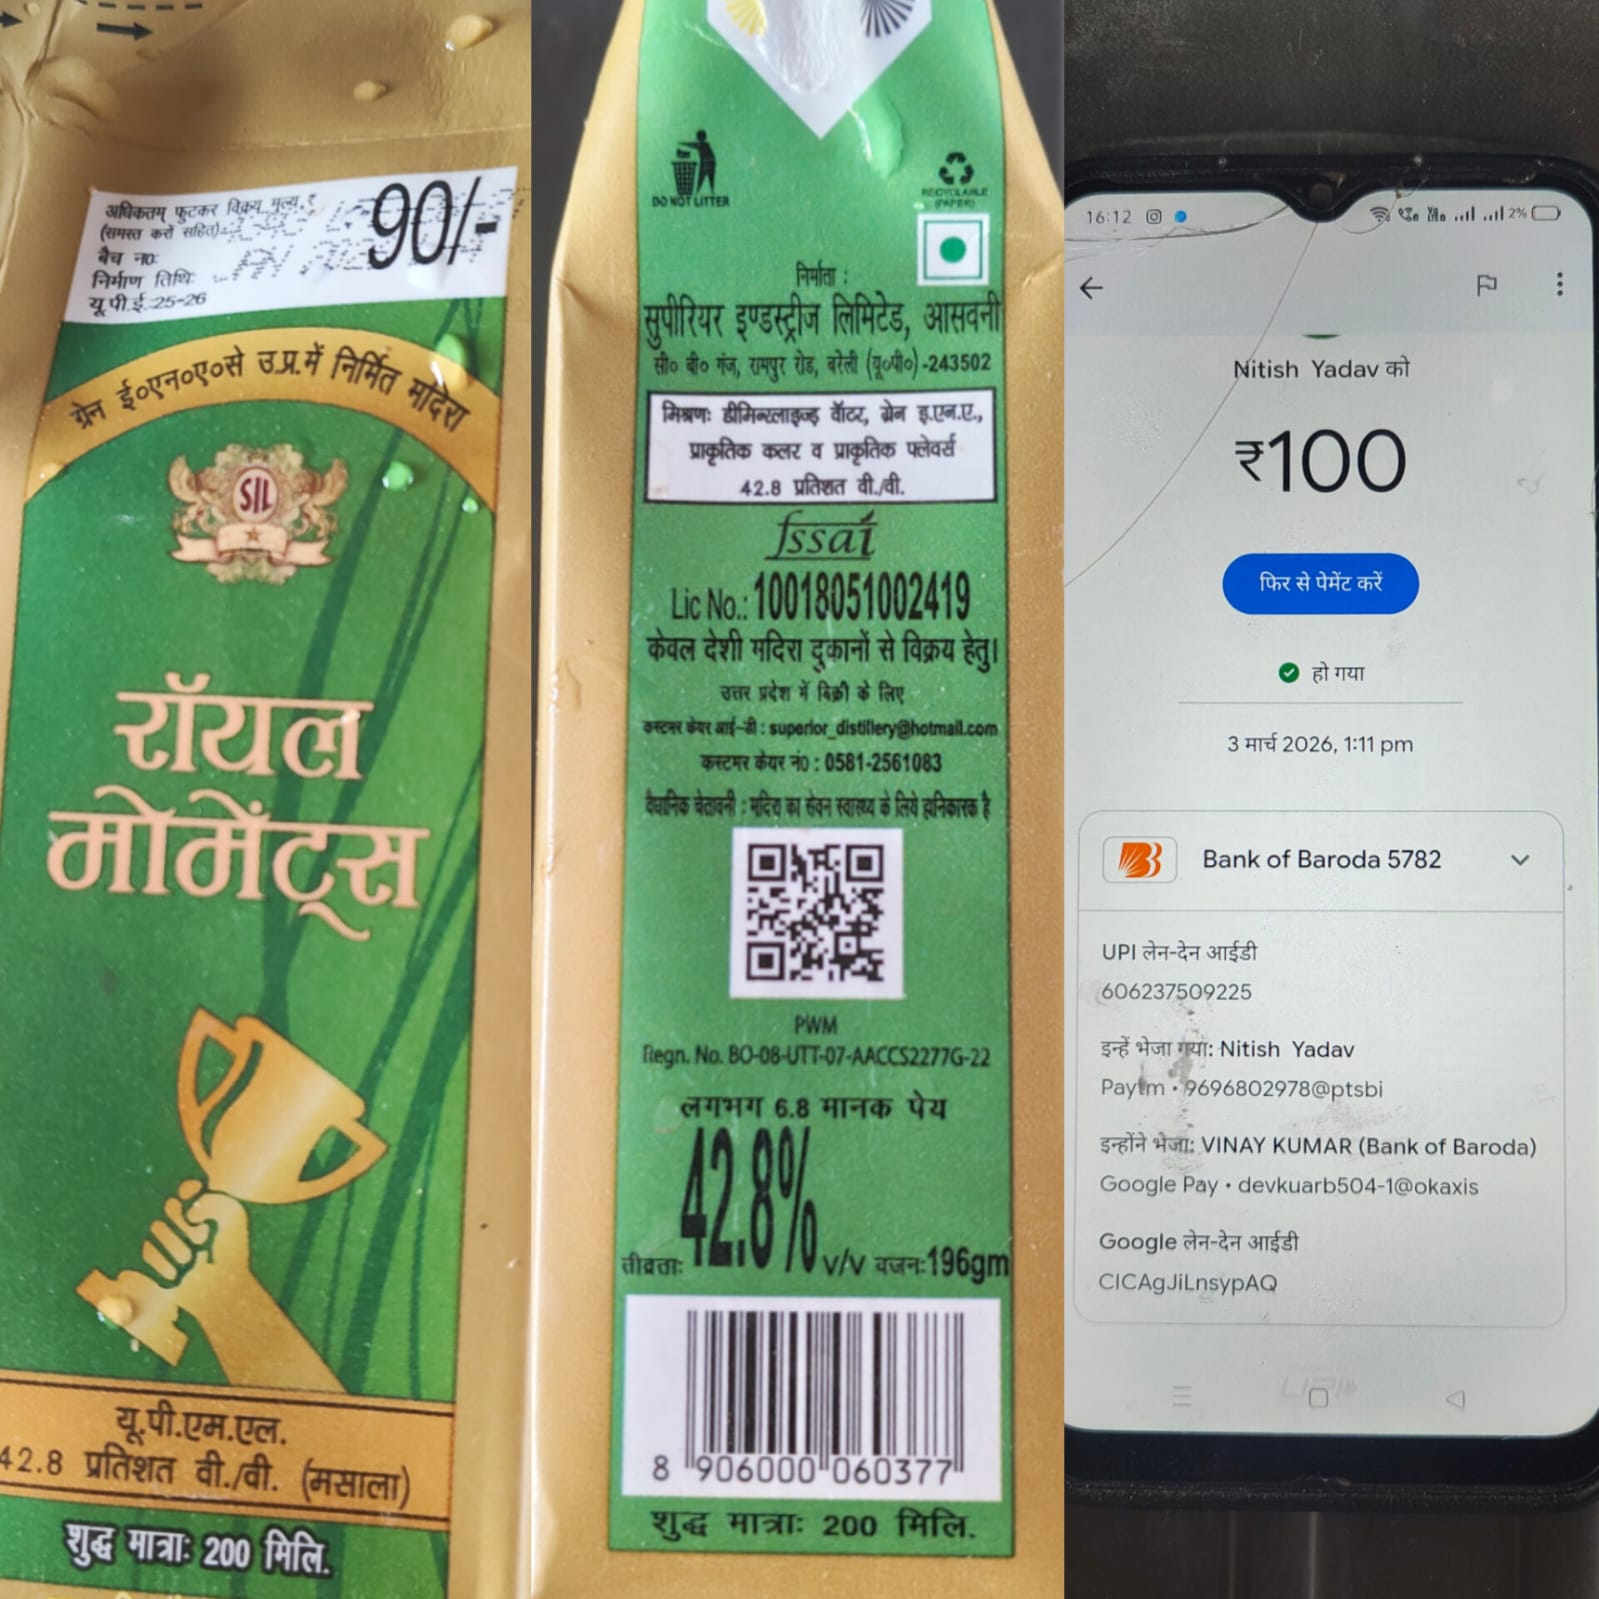 अधिकतम् फुटकर विक्रय मूल्य.₹
(समस्त करों सहित)
90/-
बैच न०:
निर्माण तिथि:
यू.पी.ई.25-26
ग्रेन ई०एन०ए०से उ.प्र.में निर्मित मदिरा
SIL
रॉयल
मोमेंट्स
यू.पी.एम.एल.
42.8 प्रतिशत वी./वी. (मसाला)
शुद्ध मात्राः 200 मिलि.
DO NOT LITTER
RECYCLABLE
(PAPER)
निर्माता :
सुपीरियर इण्डस्ट्रीज लिमिटेड, आसवनी
सी० बी० गंज, रामपुर रोड, बरेली (यू०पी०)-243502
मिश्रणः डीमिन्रलाइज्ड वॉटर, ग्रेन इ.एन.ए.,
प्राकृतिक कलर व प्राकृतिक फ्लेवर्स
42.8 प्रतिशत वी./वी.
fssai
Lic No.: 10018051002419
केवल देशी मदिरा दुकानों से विक्रय हेतु।
उत्तर प्रदेश में बिक्री के लिए
कस्टमर केयर आई-डी : superior_distillery@hotmail.com
कस्टमर केयर नं0 : 0581-2561083
वैधानिक चेतावनी : मदिरा का सेवन स्वास्थ्य के लिये हानिकारक है
PWM
Regn. No. BO-08-UTT-07-AACCS2277G-22
लगभग 6.8 मानक पेय
तीव्रताः 42.8% v/v वजनः196gm
8 906000 060377
शुद्ध मात्राः 200 मिलि.
16:12 2%
Nitish Yadav को
₹100
फिर से पेमेंट करें
हो गया
3 मार्च 2026, 1:11 pm
Bank of Baroda 5782
UPI लेन-देन आईडी
606237509225
इन्हें भेजा गया: Nitish Yadav
Paytm • 9696802978@ptsbi
इन्होंने भेजा: VINAY KUMAR (Bank of Baroda)
Google Pay • devkuarb504-1@okaxis
Google लेन-देन आईडी
CICAgJiLnsypAQ
UPI